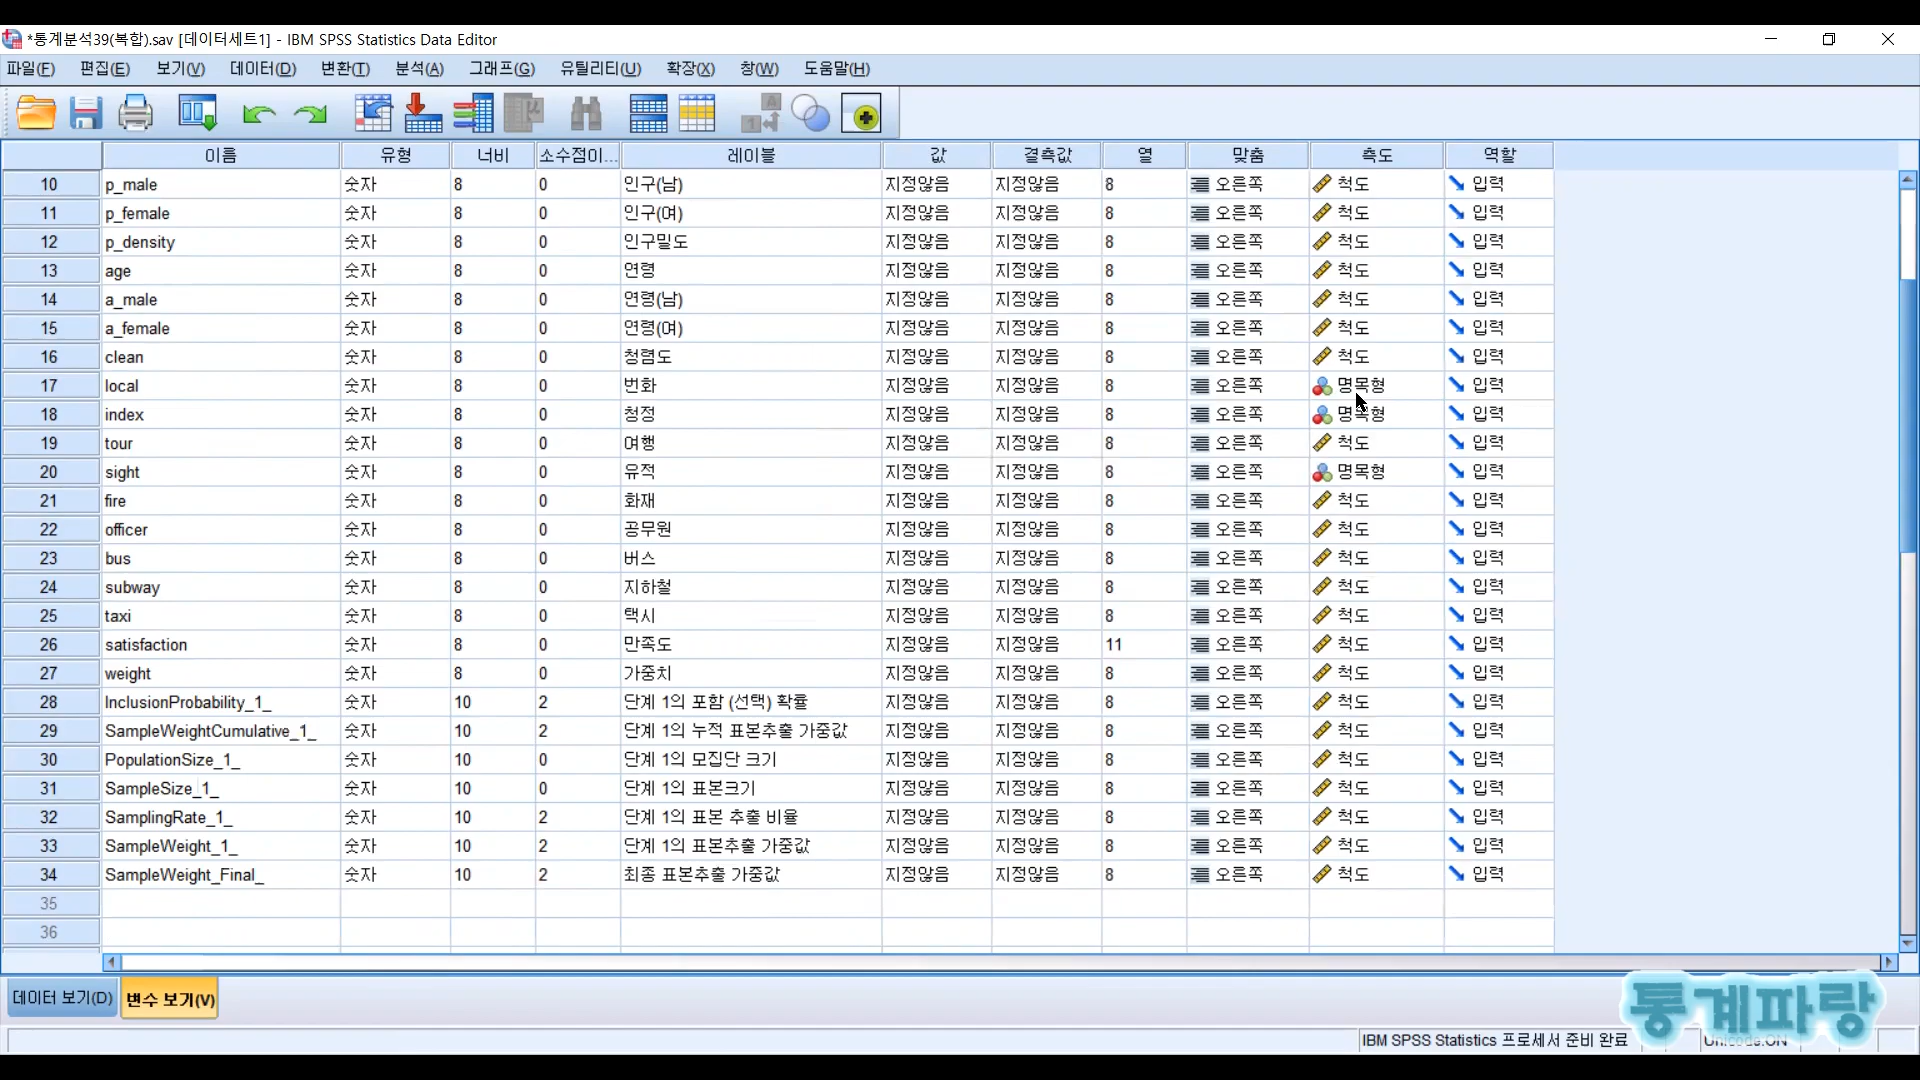 *통계분석39(복합).sav [데이터세트1] - IBM SPSS Statistics Data Editor
파일(F) 편집(E) 보기(V) 데이터(D) 변환(T) 분석(A) 그래프(G) 유틸리티(U) 확장(X) 창(W) 도움말(H)
이름 유형 너비 소수점이... 레이블 값 결측값 열 맞춤 측도 역할
10 p_male 숫자 8 0 인구(남) 지정않음 지정않음 8 오른쪽 척도 입력
11 p_female 숫자 8 0 인구(여) 지정않음 지정않음 8 오른쪽 척도 입력
12 p_density 숫자 8 0 인구밀도 지정않음 지정않음 8 오른쪽 척도 입력
13 age 숫자 8 0 연령 지정않음 지정않음 8 오른쪽 척도 입력
14 a_male 숫자 8 0 연령(남) 지정않음 지정않음 8 오른쪽 척도 입력
15 a_female 숫자 8 0 연령(여) 지정않음 지정않음 8 오른쪽 척도 입력
16 clean 숫자 8 0 청렴도 지정않음 지정않음 8 오른쪽 척도 입력
17 local 숫자 8 0 번화 지정않음 지정않음 8 오른쪽 명목형 입력
18 index 숫자 8 0 청정 지정않음 지정않음 8 오른쪽 명목형 입력
19 tour 숫자 8 0 여행 지정않음 지정않음 8 오른쪽 척도 입력
20 sight 숫자 8 0 유적 지정않음 지정않음 8 오른쪽 명목형 입력
21 fire 숫자 8 0 화재 지정않음 지정않음 8 오른쪽 척도 입력
22 officer 숫자 8 0 공무원 지정않음 지정않음 8 오른쪽 척도 입력
23 bus 숫자 8 0 버스 지정않음 지정않음 8 오른쪽 척도 입력
24 subway 숫자 8 0 지하철 지정않음 지정않음 8 오른쪽 척도 입력
25 taxi 숫자 8 0 택시 지정않음 지정않음 8 오른쪽 척도 입력
26 satisfaction 숫자 8 0 만족도 지정않음 지정않음 11 오른쪽 척도 입력
27 weight 숫자 8 0 가중치 지정않음 지정않음 8 오른쪽 척도 입력
28 InclusionProbability_1_ 숫자 10 2 단계 1의 포함 (선택) 확률 지정않음 지정않음 8 오른쪽 척도 입력
29 SampleWeightCumulative_1_ 숫자 10 2 단계 1의 누적 표본추출 가중값 지정않음 지정않음 8 오른쪽 척도 입력
30 PopulationSize_1_ 숫자 10 0 단계 1의 모집단 크기 지정않음 지정않음 8 오른쪽 척도 입력
31 SampleSize_1_ 숫자 10 0 단계 1의 표본크기 지정않음 지정않음 8 오른쪽 척도 입력
32 SamplingRate_1_ 숫자 10 2 단계 1의 표본 추출 비율 지정않음 지정않음 8 오른쪽 척도 입력
33 SampleWeight_1_ 숫자 10 2 단계 1의 표본추출 가중값 지정않음 지정않음 8 오른쪽 척도 입력
34 SampleWeight_Final_ 숫자 10 2 최종 표본추출 가중값 지정않음 지정않음 8 오른쪽 척도 입력
35
36
데이터 보기(D) 변수 보기(V)
통계파랑
IBM SPSS Statistics 프로세서 준비 완료 Unicode:ON